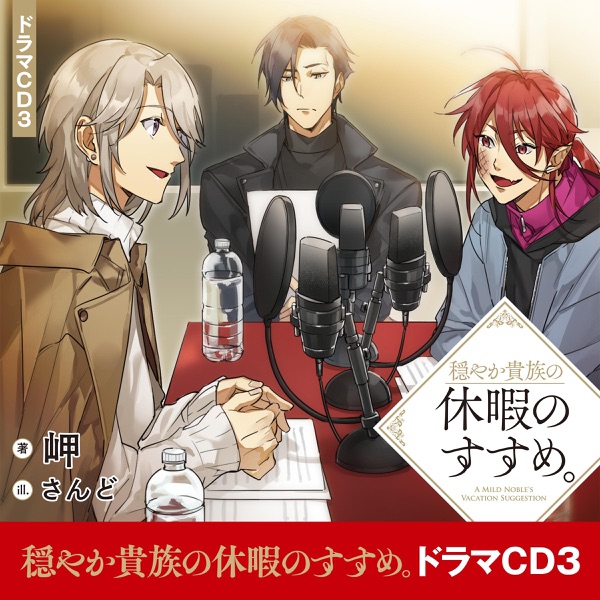 ドラマCD3
穏やか貴族の
休暇の
すすめ。
A MILD NOBLE'S
VACATION SUGGESTION
著 岬
ill. さんど
穏やか貴族の休暇のすすめ。ドラマCD3